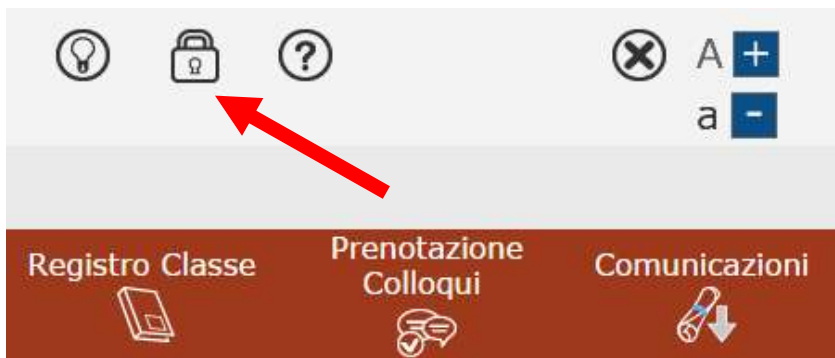 ?
A +
a -
Registro Classe
Prenotazione
Colloqui
Comunicazioni